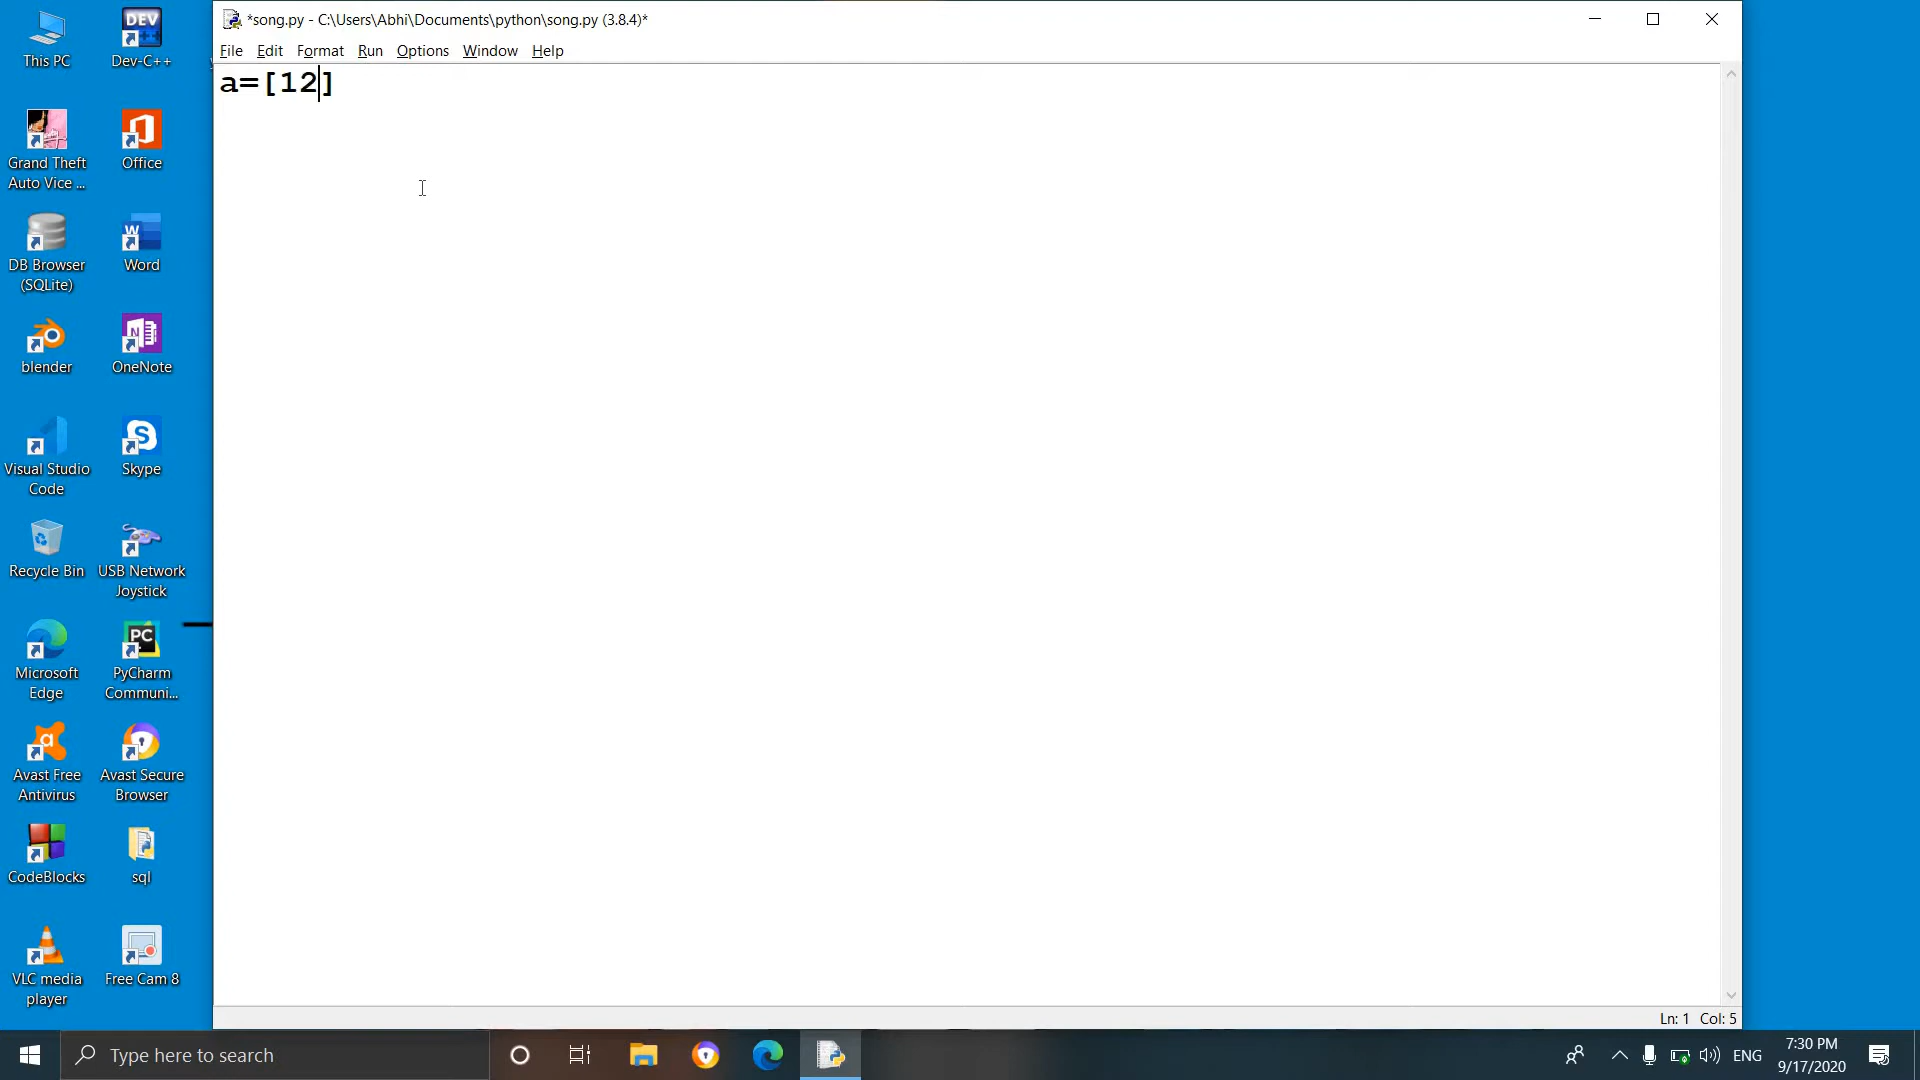 *song.py - C:\Users\Abhi\Documents\python\song.py (3.8.4)*
File Edit Format Run Options Window Help
a=[12]
This PC
Dev-C++
Grand Theft
Auto Vice ...
Office
DB Browser
(SQLite)
Word
blender
OneNote
Visual Studio
Code
Skype
Recycle Bin
USB Network
Joystick
Microsoft
Edge
PyCharm
Communi...
Avast Free
Antivirus
Avast Secure
Browser
CodeBlocks
sql
VLC media
player
Free Cam 8
DEV
PC
Ln: 1 Col: 5
Type here to search
ENG
7:30 PM
9/17/2020